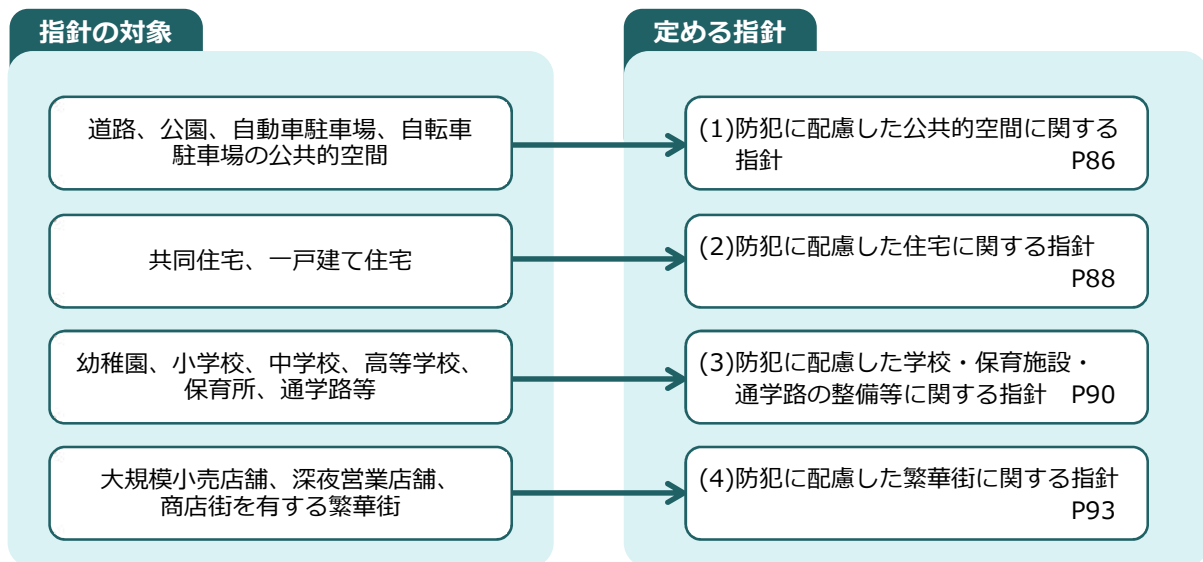 指針の対象
定める指針
道路、公園、自動車駐車場、自転車
駐車場の公共的空間
(1)防犯に配慮した公共的空間に関する
指針 P86
共同住宅、一戸建て住宅
(2)防犯に配慮した住宅に関する指針
P88
幼稚園、小学校、中学校、高等学校、
保育所、通学路等
(3)防犯に配慮した学校・保育施設・
通学路の整備等に関する指針 P90
大規模小売店舗、深夜営業店舗、
商店街を有する繁華街
(4)防犯に配慮した繁華街に関する指針
P93